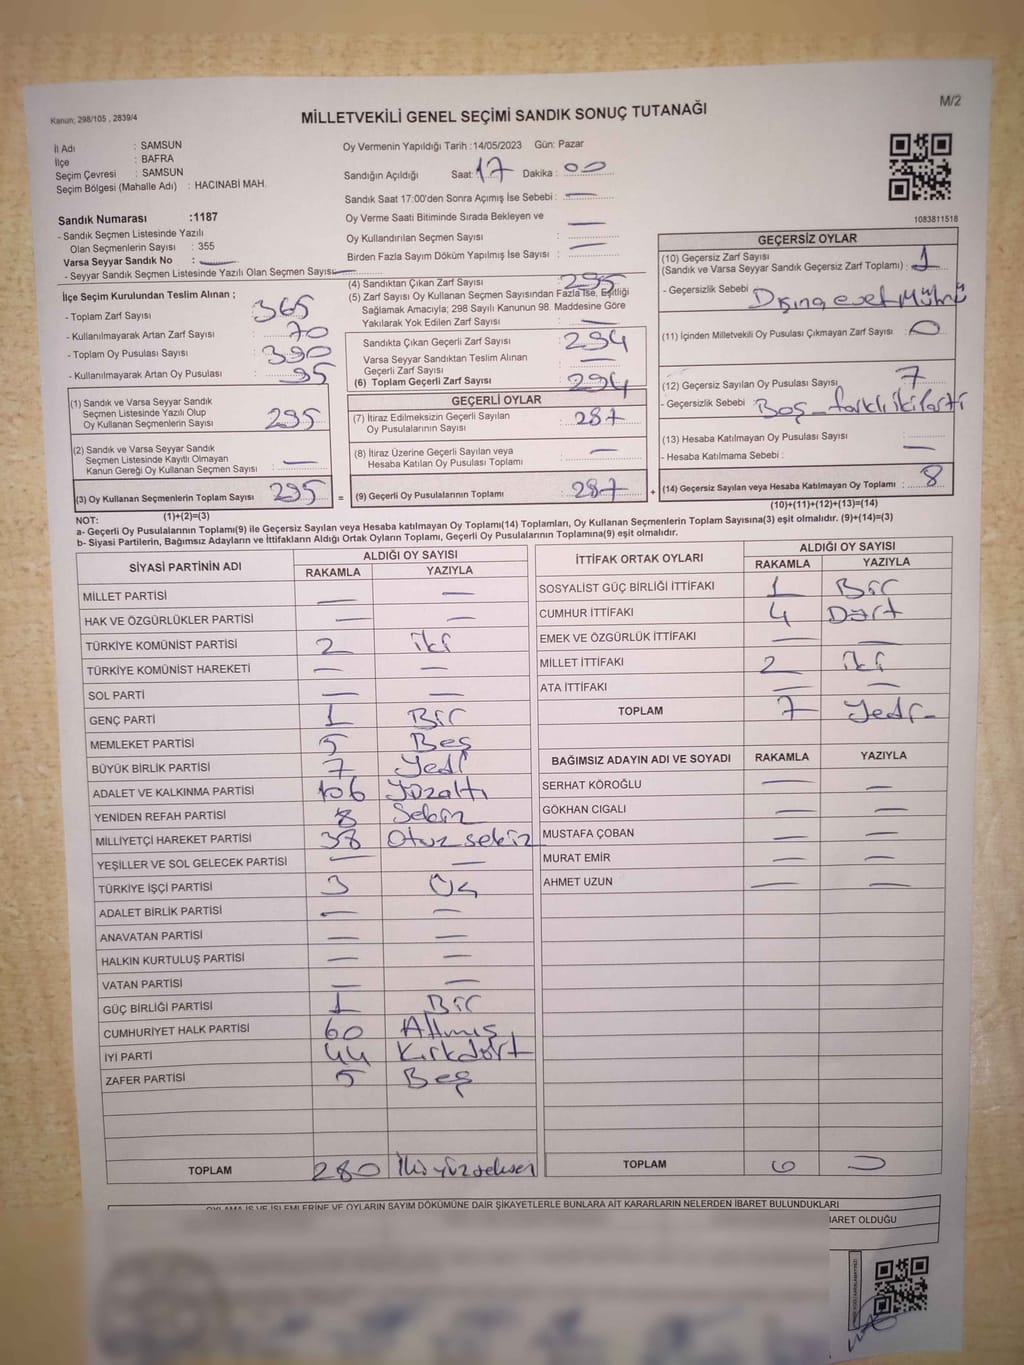 Kanun; 298/105 , 2839/4
MİLLETVEKİLİ GENEL SEÇİMİ SANDIK SONUÇ TUTANAĞI
M/2
İl Adı : SAMSUN
İlçe : BAFRA
Seçim Çevresi : SAMSUN
Seçim Bölgesi (Mahalle Adı) : HACINABİ MAH.
Sandık Numarası :1187
- Sandık Seçmen Listesinde Yazılı
Olan Seçmenlerin Sayısı : 355
Varsa Seyyar Sandık No : —
- Seyyar Sandık Seçmen Listesinde Yazılı Olan Seçmen Sayısı: —
Oy Vermenin Yapıldığı Tarih :14/05/2023 Gün: Pazar
Sandığın Açıldığı Saat: 17 Dakika : 00
Sandık Saat 17:00'den Sonra Açımış İse Sebebi : —
Oy Verme Saati Bitiminde Sırada Bekleyen ve
Oy Kullandırılan Seçmen Sayısı : —
Birden Fazla Sayım Döküm Yapılmış İse Sayısı : —
1083811518
İlçe Seçim Kurulundan Teslim Alınan ;
- Toplam Zarf Sayısı : 365
- Kullanılmayarak Artan Zarf Sayısı : 70
- Toplam Oy Pusulası Sayısı : 390
- Kullanılmayarak Artan Oy Pusulası : 95
(1) Sandık ve Varsa Seyyar Sandık
Seçmen Listesinde Yazılı Olup
Oy Kullanan Seçmenlerin Sayısı : 295
(2) Sandık ve Varsa Seyyar Sandık
Seçmen Listesinde Kayıtlı Olmayan
Kanun Gereği Oy Kullanan Seçmen Sayısı : —
(3) Oy Kullanan Seçmenlerin Toplam Sayısı 295
(1)+(2)=(3)
(4) Sandıktan Çıkan Zarf Sayısı : 295
(5) Zarf Sayısı Oy Kullanan Seçmen Sayısından Fazla İse, Eşitliği
Sağlamak Amacıyla; 298 Sayılı Kanunun 98. Maddesine Göre
Yakılarak Yok Edilen Zarf Sayısı : —
Sandıkta Çıkan Geçerli Zarf Sayısı : 294
Varsa Seyyar Sandıktan Teslim Alınan
Geçerli Zarf Sayısı : —
(6) Toplam Geçerli Zarf Sayısı : 294
GEÇERLİ OYLAR
(7) İtiraz Edilmeksizin Geçerli Sayılan
Oy Pusulalarının Sayısı : 287
(8) İtiraz Üzerine Geçerli Sayılan veya
Hesaba Katılan Oy Pusulası Toplamı : —
= (9) Geçerli Oy Pusulalarının Toplamı : 287 +
GEÇERSİZ OYLAR
(10) Geçersiz Zarf Sayısı
(Sandık ve Varsa Seyyar Sandık Geçersiz Zarf Toplamı) : 1
- Geçersizlik Sebebi : Dışına evet Mührü
(11) İçinden Milletvekili Oy Pusulası Çıkmayan Zarf Sayısı : 0
(12) Geçersiz Sayılan Oy Pusulası Sayısı : 7
- Geçersizlik Sebebi : Boş - farklı
(13) Hesaba Katılmayan Oy Pusulası Sayısı :
- Hesaba Katılmama Sebebi : —
(14) Geçersiz Sayılan veya Hesaba Katılmayan Oy Toplamı : 8
(10)+(11)+(12)+(13)=(14)
NOT:
a- Geçerli Oy Pusulalarının Toplamı(9) ile Geçersiz Sayılan veya Hesaba katılmayan Oy Toplamı(14) Toplamları, Oy Kullanan Seçmenlerin Toplam Sayısına(3) eşit olmalıdır. (9)+(14)=(3)
b- Siyasi Partilerin, Bağımsız Adayların ve İttifakların Aldığı Oyların Toplamı, Geçerli Oy Pusulalarının Toplamına(9) eşit olmalıdır.
SİYASİ PARTİNİN ADI ALDIĞI OY SAYISI
RAKAMLA YAZIYLA
MİLLET PARTİSİ — —
HAK VE ÖZGÜRLÜKLER PARTİSİ — —
TÜRKİYE KOMÜNİST PARTİSİ 2 iki
TÜRKİYE KOMÜNİST HAREKETİ — —
SOL PARTİ — —
GENÇ PARTİ 1 Bir
MEMLEKET PARTİSİ 5 Beş
BÜYÜK BİRLİK PARTİSİ 7 Yedi
ADALET VE KALKINMA PARTİSİ 106 Yüzaltı
YENİDEN REFAH PARTİSİ 8 Sekiz
MİLLİYETÇİ HAREKET PARTİSİ 38 Otuz sekiz
YEŞİLLER VE SOL GELECEK PARTİSİ — —
TÜRKİYE İŞÇİ PARTİSİ 3 Üç
ADALET BİRLİK PARTİSİ — —
ANAVATAN PARTİSİ — —
HALKIN KURTULUŞ PARTİSİ — —
VATAN PARTİSİ — —
GÜÇ BİRLİĞİ PARTİSİ 1 Bir
CUMHURİYET HALK PARTİSİ 60 Altmış
İYİ PARTİ 44 Kırkdört
ZAFER PARTİSİ 5 Beş
TOPLAM 280 İkiyüzseksen
İTTİFAK ORTAK OYLARI ALDIĞI OY SAYISI
RAKAMLA YAZIYLA
SOSYALİST GÜÇ BİRLİĞİ İTTİFAKI 1 Bir
CUMHUR İTTİFAKI 4 Dört
EMEK VE ÖZGÜRLÜK İTTİFAKI — —
MİLLET İTTİFAKI 2 iki
ATA İTTİFAKI — —
TOPLAM 7 Yedi-
BAĞIMSIZ ADAYIN ADI VE SOYADI RAKAMLA YAZIYLA
SERHAT KÖROĞLU — —
GÖKHAN CIGALI — —
MUSTAFA ÇOBAN — —
MURAT EMİR — —
AHMET UZUN — —
TOPLAM 0 0
OYLAMA İŞ VE İŞLEMLERİNE VE OYLARIN SAYIM DÖKÜMÜNE DAİR ŞİKAYETLERLE BUNLARA AİT KARARLARIN NELERDEN İBARET BULUNDUKLARI
İBARET OLDUĞU